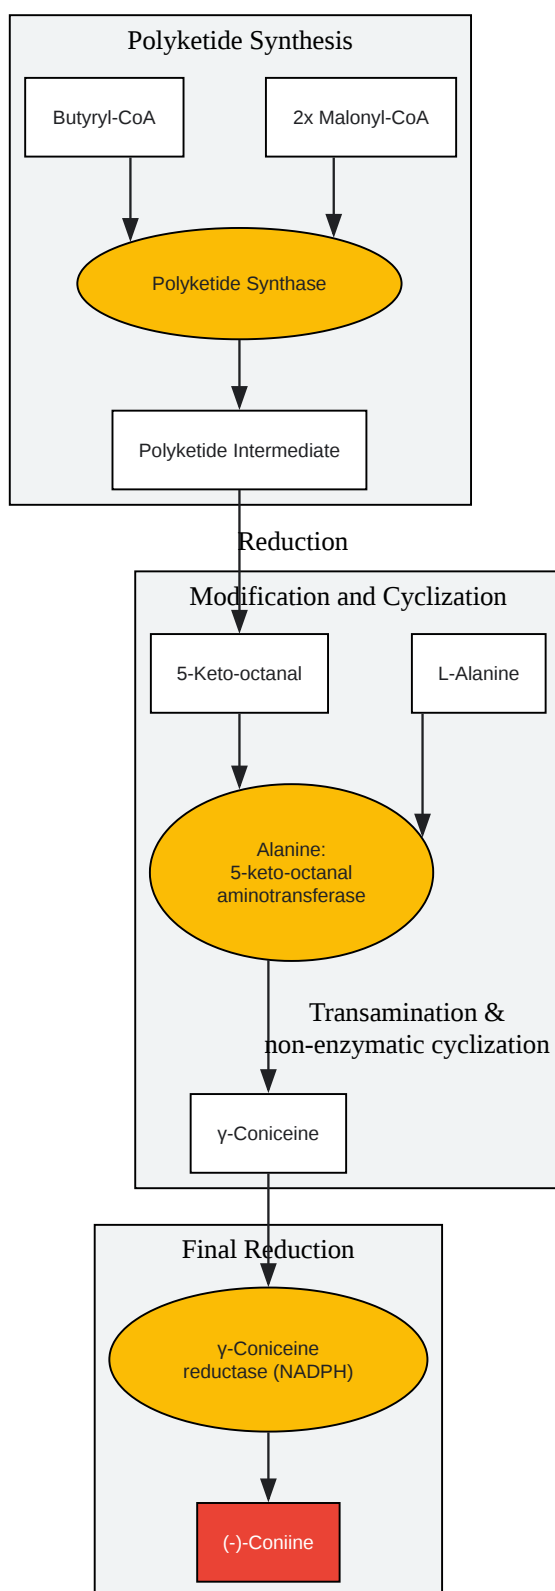 Polyketide Synthesis
Butyryl-CoA
2x Malonyl-CoA
Polyketide Synthase
Polyketide Intermediate
Reduction
Modification and Cyclization
5-Keto-octanal
L-Alanine
Alanine:
5-keto-octanal
aminotransferase
Transamination &
non-enzymatic cyclization
γ-Coniceine
Final Reduction
γ-Coniceine
reductase (NADPH)
(-)-Coniine